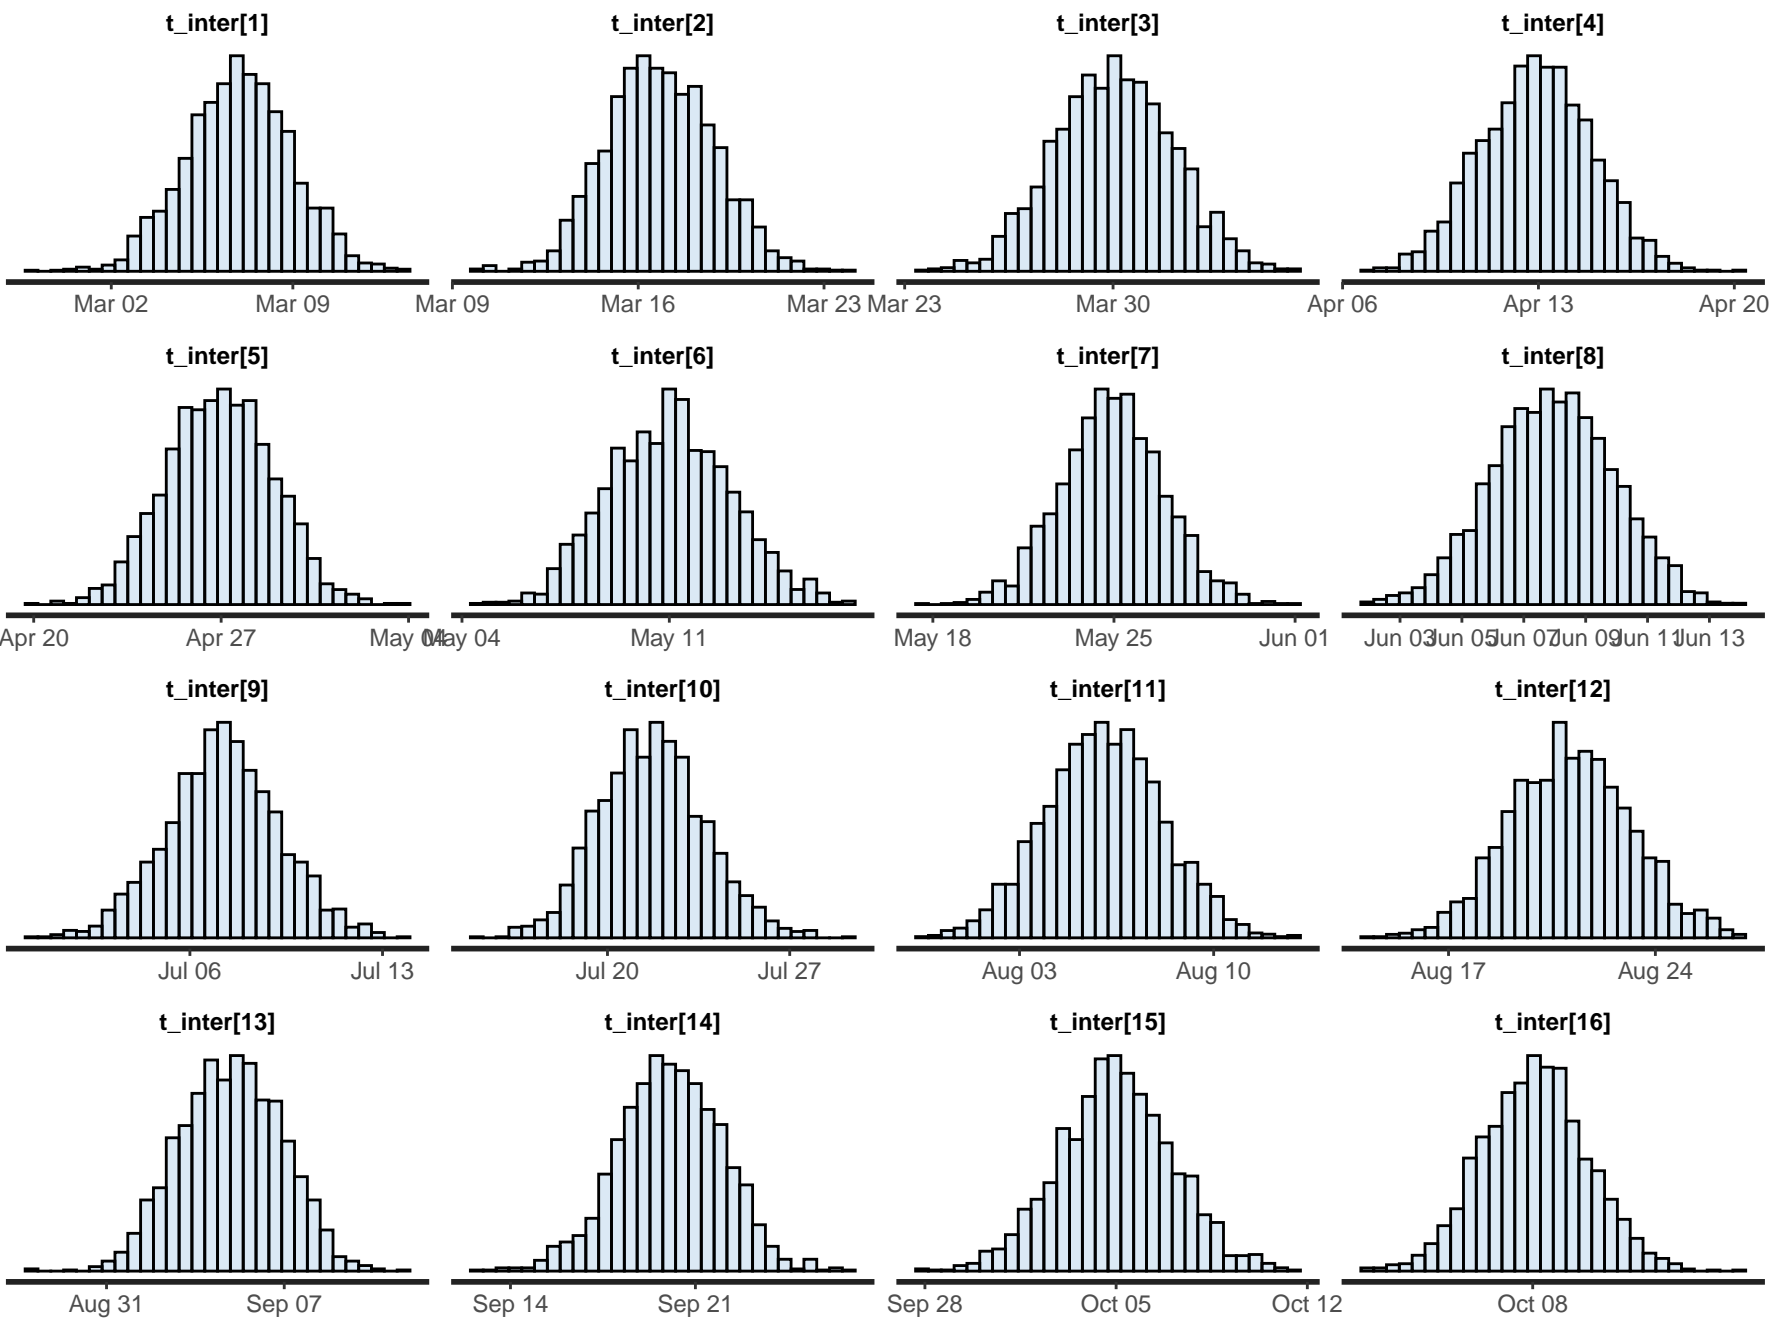 t_inter[1] t_inter[2] t_inter[3] t_inter[4]
Mar 02 Mar 09 Mar 09 Mar 16 Mar 23 Mar 23 Mar 30 Apr 06 Apr 13 Apr 20
t_inter[5] t_inter[6] t_inter[7] t_inter[8]
Apr 20 Apr 27 May 04 May 04 May 11 May 18 May 25 Jun 01 Jun 03 Jun 05 Jun 07 Jun 09 Jun 11 Jun 13
t_inter[9] t_inter[10] t_inter[11] t_inter[12]
Jul 06 Jul 13 Jul 20 Jul 27 Aug 03 Aug 10 Aug 17 Aug 24
t_inter[13] t_inter[14] t_inter[15] t_inter[16]
Aug 31 Sep 07 Sep 14 Sep 21 Sep 28 Oct 05 Oct 12 Oct 08